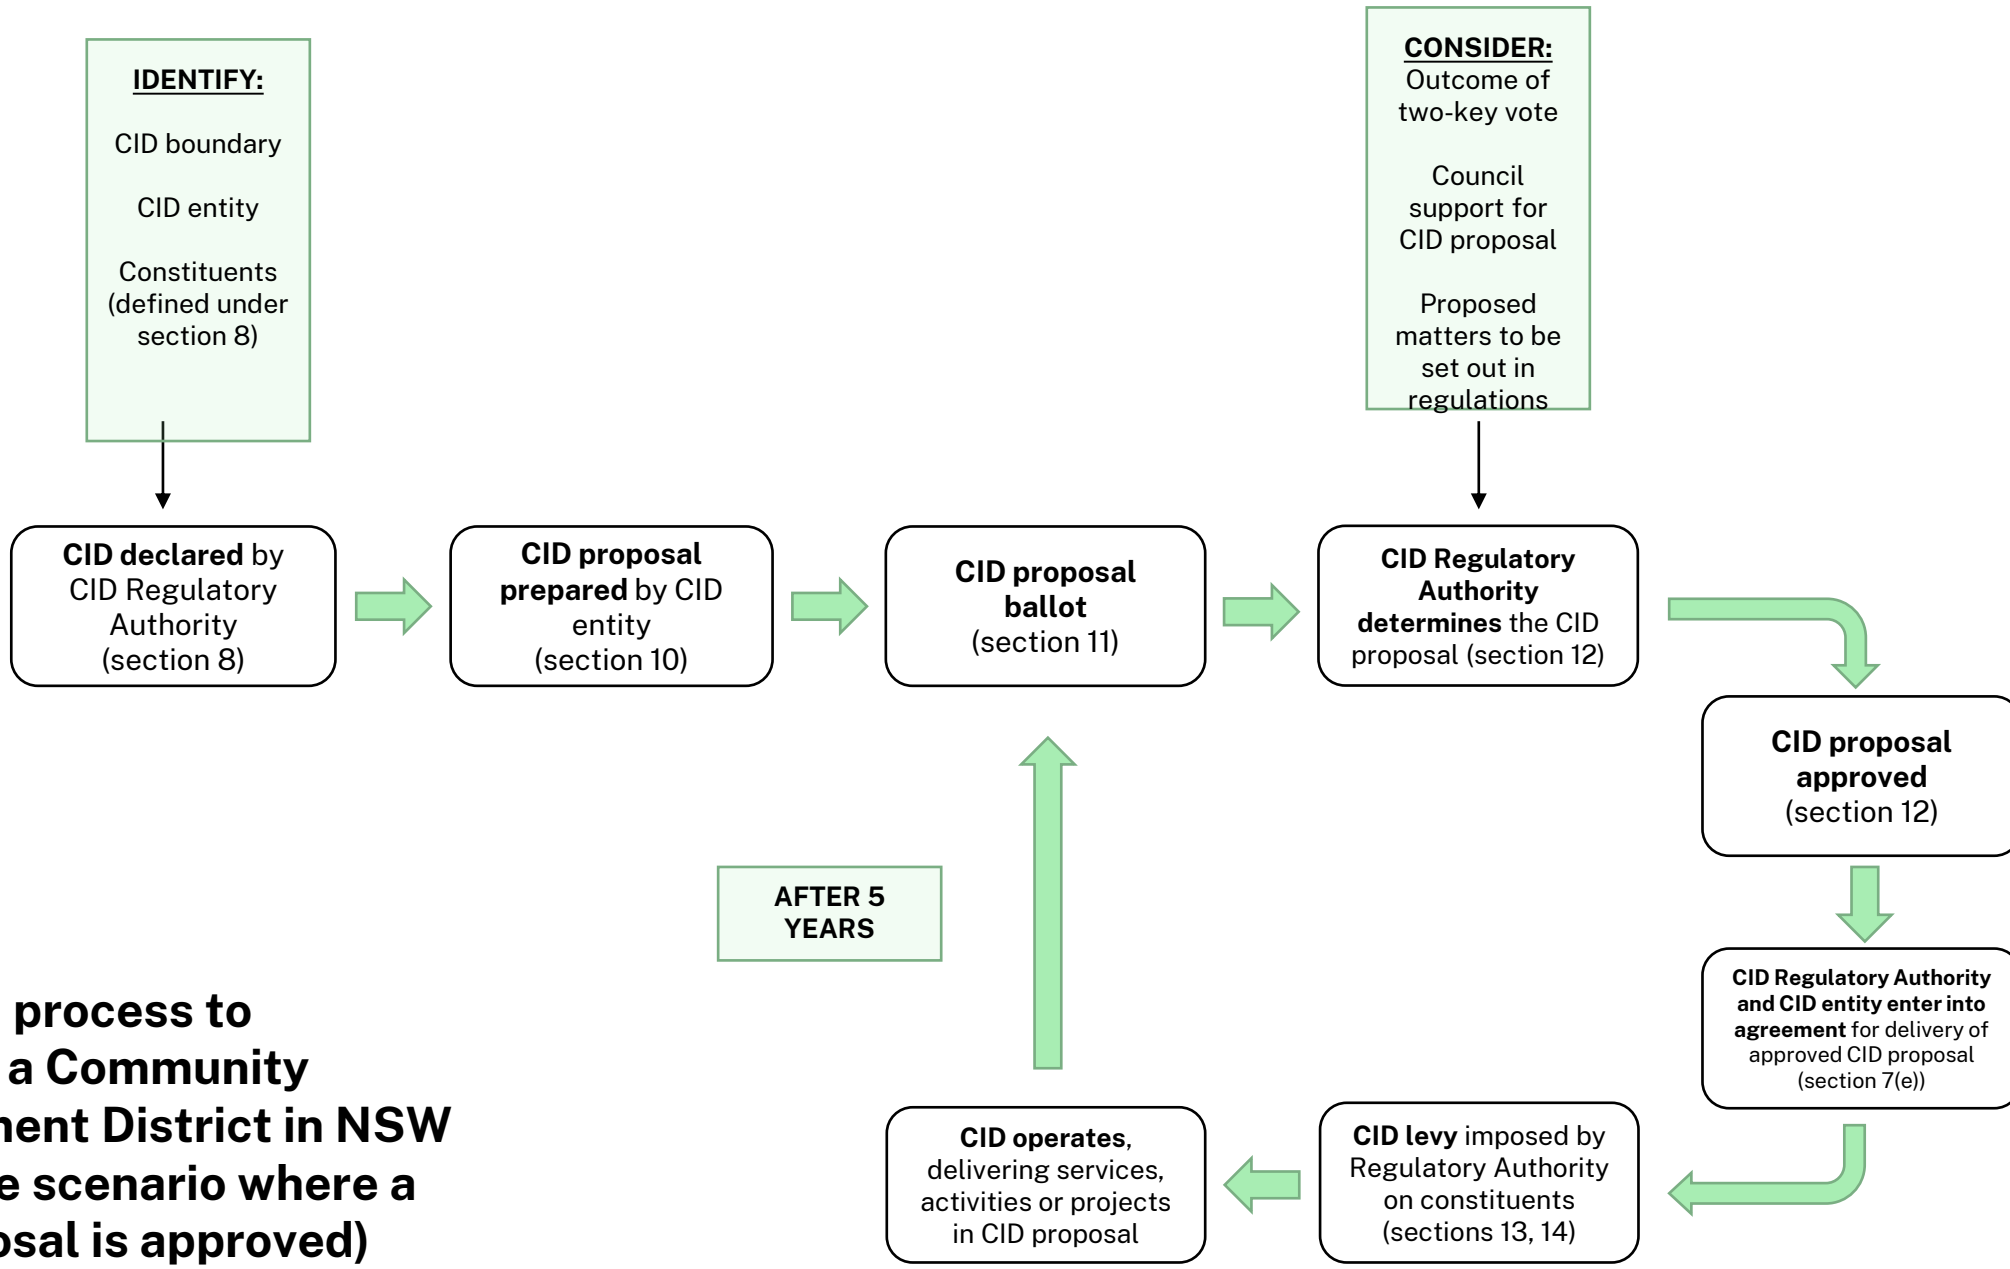 IDENTIFY:
CID boundary
CID entity
Constituents
(defined under
section 8)
CONSIDER:
Outcome of
two-key vote
Council
support for
CID proposal
Proposed
matters to be
set out in
regulations
CID declared by
CID Regulatory
Authority
(section 8)
CID proposal
prepared by CID
entity
(section 10)
CID proposal
ballot
(section 11)
CID Regulatory
Authority
determines the CID
proposal (section 12)
CID proposal
approved
(section 12)
CID Regulatory Authority
and CID entity enter into
agreement for delivery of
approved CID proposal
(section 7(e))
CID levy imposed by
Regulatory Authority
on constituents
(sections 13, 14)
CID operates,
delivering services,
activities or projects
in CID proposal
AFTER 5
YEARS
process to
a Community
District in NSW
scenario where a
is approved)